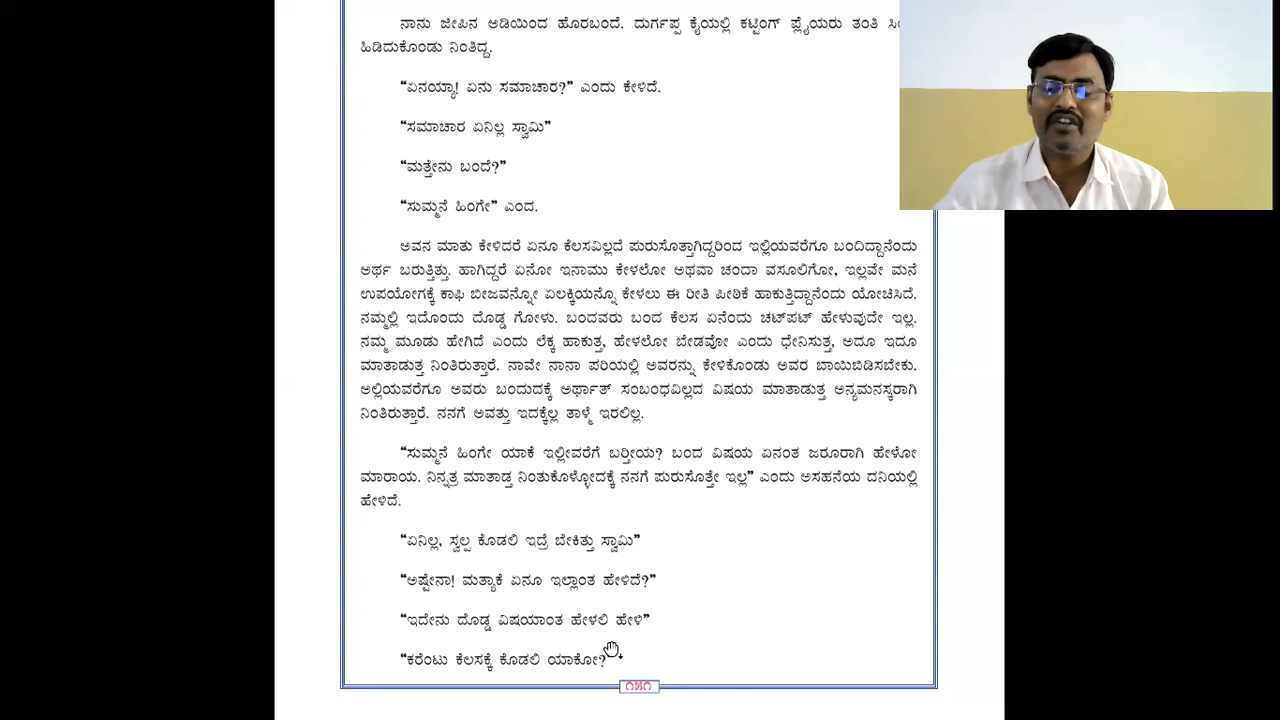 ನಾನು ಜೀಪಿನ ಅಡಿಯಿಂದ ಹೊರಬಂದೆ. ದುರ್ಗಪ್ಪ ಕೈಯಲ್ಲಿ ಕಟ್ಟಿಂಗ್ ಪ್ಲೈಯರು ತಂತಿ
ಹಿಡಿದುಕೊಂಡು ನಿಂತಿದ್ದ.
“ಏನಯ್ಯಾ! ಏನು ಸಮಾಚಾರ?” ಎಂದು ಕೇಳಿದೆ.
“ಸಮಾಚಾರ ಏನಿಲ್ಲ ಸ್ವಾಮಿ”
“ಮತ್ತೇನು ಬಂದೆ?”
“ಸುಮ್ಮನೆ ಹಿಂಗೇ” ಎಂದ.
ಅವನ ಮಾತು ಕೇಳಿದರೆ ಏನೂ ಕೆಲಸವಿಲ್ಲದೆ ಪುರುಸೊತ್ತಾಗಿದ್ದರಿಂದ ಇಲ್ಲಿಯವರೆಗೂ ಬಂದಿದ್ದಾನೆಂದು
ಅರ್ಥ ಬರುತ್ತಿತ್ತು. ಹಾಗಿದ್ದರೆ ಏನೋ ಇನಾಮು ಕೇಳಲೋ ಅಥವಾ ಚಂದಾ ವಸೂಲಿಗೋ, ಇಲ್ಲವೇ ಮನೆ
ಉಪಯೋಗಕ್ಕೆ ಕಾಫಿ ಬೀಜವನ್ನೋ ಏಲಕ್ಕಿಯನ್ನೊ ಕೇಳಲು ಈ ರೀತಿ ಪೀಠಿಕೆ ಹಾಕುತ್ತಿದ್ದಾನೆಂದು ಯೋಚಿಸಿದೆ.
ನಮ್ಮಲ್ಲಿ ಇದೊಂದು ದೊಡ್ಡ ಗೋಳು. ಬಂದವರು ಬಂದ ಕೆಲಸ ಏನೆಂದು ಚಟ್‌ಪಟ್ ಹೇಳುವುದೇ ಇಲ್ಲ.
ನಮ್ಮ ಮೂಡು ಹೇಗಿದೆ ಎಂದು ಲೆಕ್ಕ ಹಾಕುತ್ತ, ಹೇಳಲೋ ಬೇಡವೋ ಎಂದು ಧೇನಿಸುತ್ತ, ಅದೂ ಇದೂ
ಮಾತಾಡುತ್ತ ನಿಂತಿರುತ್ತಾರೆ. ನಾವೇ ನಾನಾ ಪರಿಯಲ್ಲಿ ಅವರನ್ನು ಕೇಳಿಕೊಂಡು ಅವರ ಬಾಯಿಬಿಡಿಸಬೇಕು.
ಅಲ್ಲಿಯವರೆಗೂ ಅವರು ಬಂದುದಕ್ಕೆ ಅರ್ಥಾತ್ ಸಂಬಂಧವಿಲ್ಲದ ವಿಷಯ ಮಾತಾಡುತ್ತ ಅನ್ಯಮನಸ್ಕರಾಗಿ
ನಿಂತಿರುತ್ತಾರೆ. ನನಗೆ ಅವತ್ತು ಇದಕ್ಕೆಲ್ಲ ತಾಳ್ಮೆ ಇರಲಿಲ್ಲ.
“ಸುಮ್ಮನೆ ಹಿಂಗೇ ಯಾಕೆ ಇಲ್ಲೀವರೆಗೆ ಬರ್‍ತೀಯ? ಬಂದ ವಿಷಯ ಏನಂತ ಜರೂರಾಗಿ ಹೇಳೋ
ಮಾರಾಯ. ನಿನ್ನತ್ರ ಮಾತಾಡ್ತ ನಿಂತುಕೊಳ್ಳೋದಕ್ಕೆ ನನಗೆ ಪುರುಸೊತ್ತೇ ಇಲ್ಲ” ಎಂದು ಅಸಹನೆಯ ದನಿಯಲ್ಲಿ
ಹೇಳಿದೆ.
“ಏನಿಲ್ಲ, ಸ್ವಲ್ಪ ಕೊಡಲಿ ಇದ್ರೆ ಬೇಕಿತ್ತು ಸ್ವಾಮಿ”
“ಅಷ್ಟೇನಾ! ಮತ್ಯಾಕೆ ಏನೂ ಇಲ್ಲಾಂತ ಹೇಳಿದೆ?”
“ಇದೇನು ದೊಡ್ಡ ವಿಷಯಾಂತ ಹೇಳಲಿ ಹೇಳಿ”
“ಕರೆಂಟು ಕೆಲಸಕ್ಕೆ ಕೊಡಲಿ ಯಾಕೋ?
೧೫೧